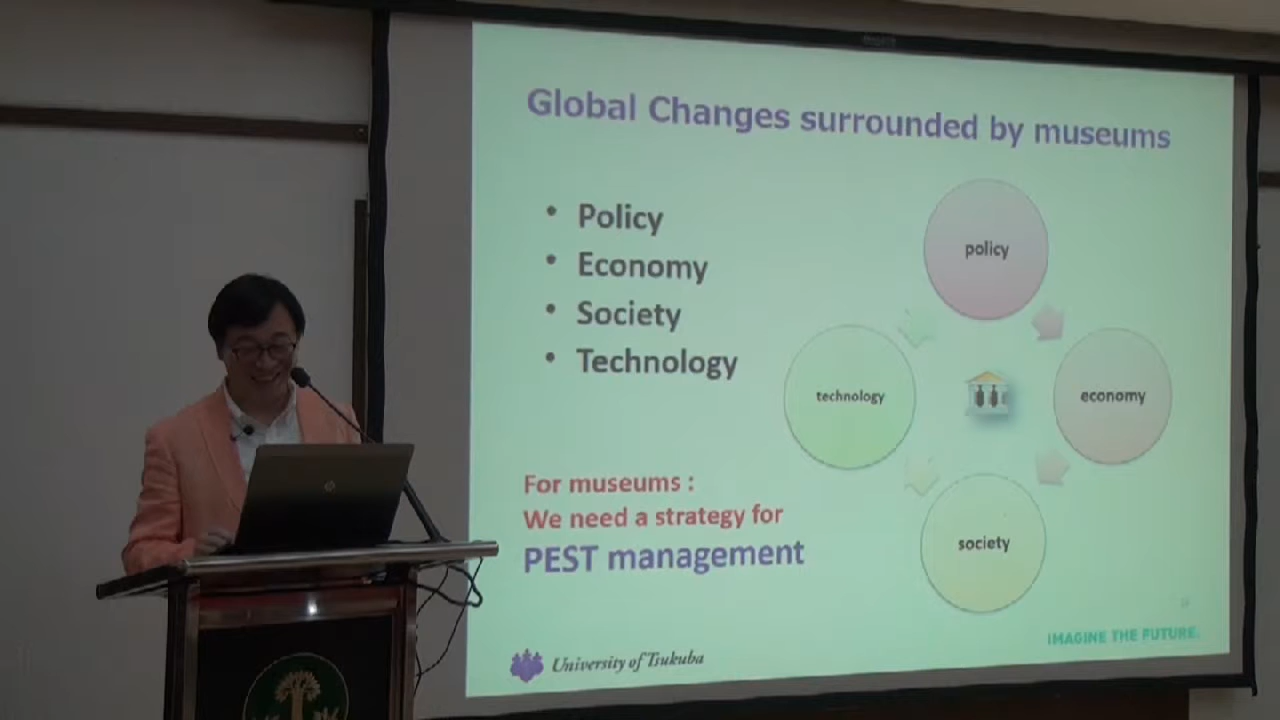 Global Changes surrounded by museums
• Policy
• Economy
• Society
• Technology
policy
technology
economy
society
For museums :
We need a strategy for
PEST management
University of Tsukuba
IMAGINE THE FUTURE.
hp